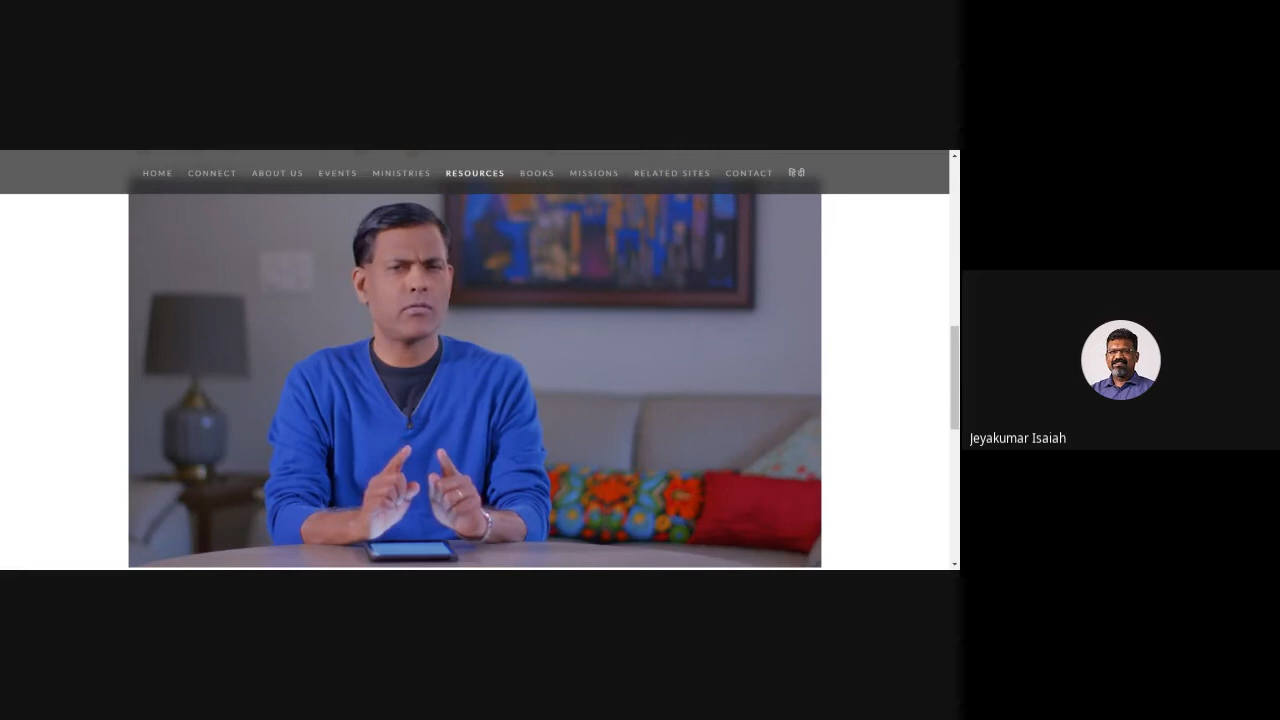 HOME CONNECT ABOUT US EVENTS MINISTRIES RESOURCES BOOKS MISSIONS RELATED SITES CONTACT हिंदी
Jeyakumar Isaiah